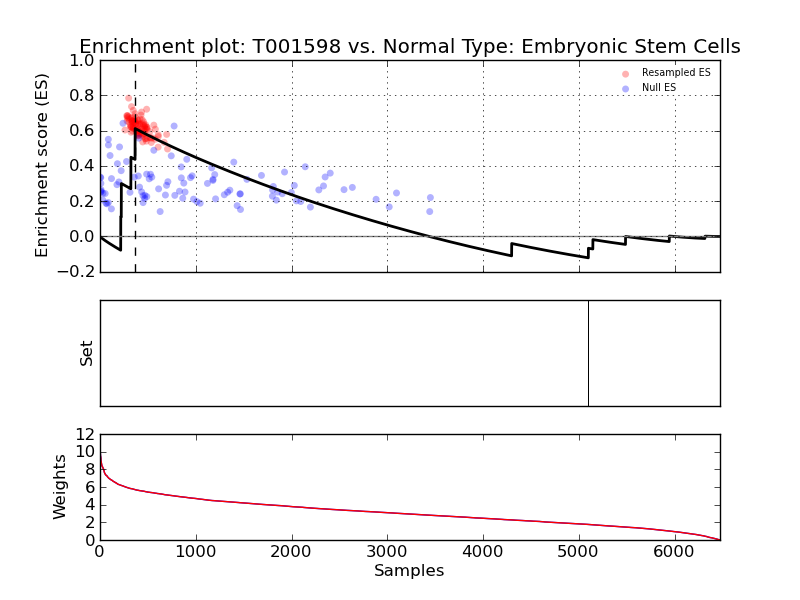 Enrichment plot: T001598 vs. Normal Type: Embryonic Stem Cells
1.0
0.8
0.6
0.4
0.2
0.0
−0.2
Enrichment score (ES)
Resampled ES
Null ES
Set
12
10
8
6
4
2
0
Weights
0 1000 2000 3000 4000 5000 6000
Samples